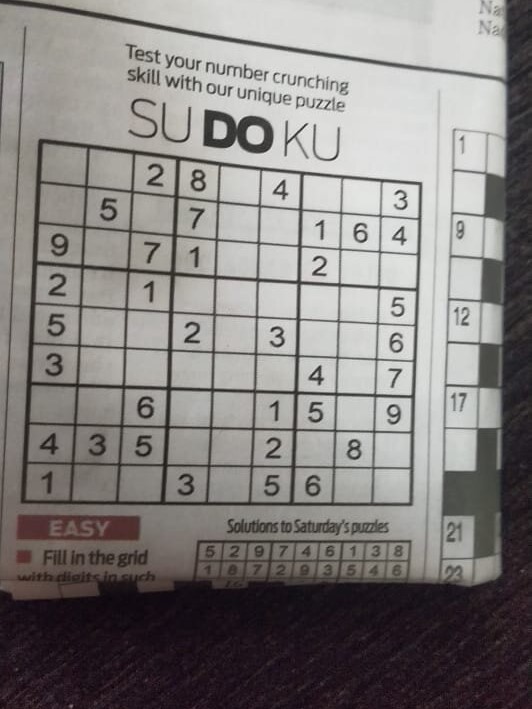 Na
Na
Test your number crunching
skill with our unique puzzle
SU DO KU
2 8 4 3
5 7 1 6 4
9 7 1 2
2 1 5
5 2 3 6
3 4 7
6 1 5 9
4 3 5 2 8
1 3 5 6
EASY
Fill in the grid
with digits in such
Solutions to Saturday's puzzles
5 2 9 7 4 6 1 3 8
1 8 7 2 9 3 5 4 6
1
9
12
17
21
23